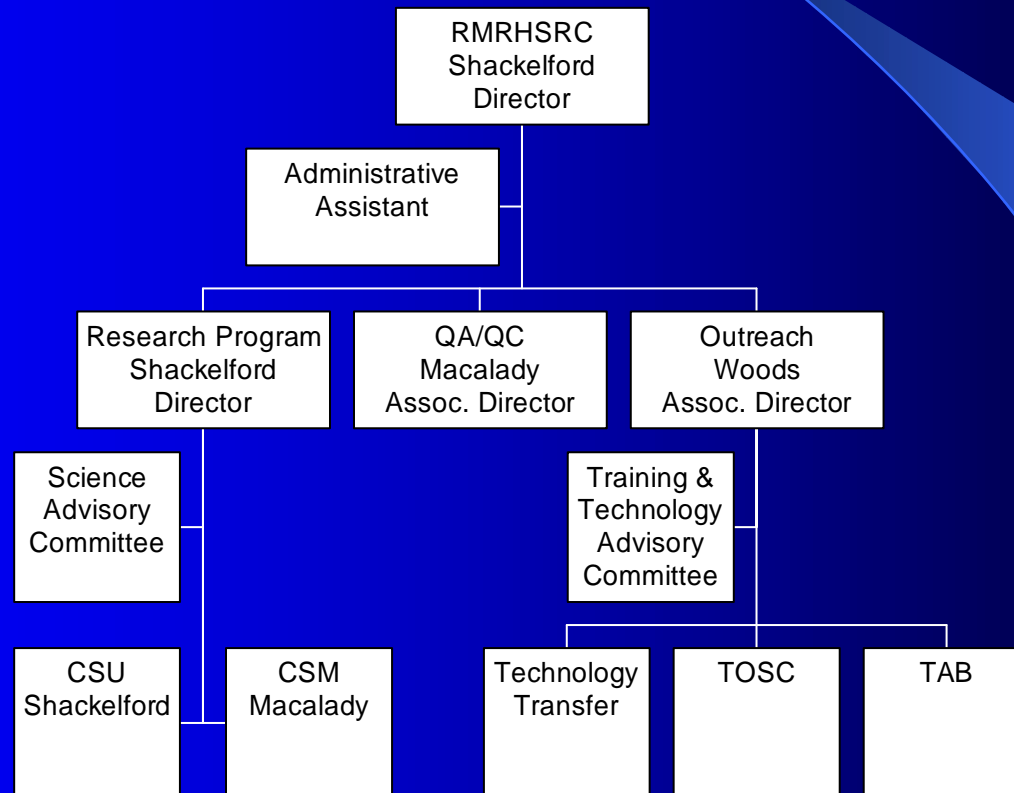 RMRHSRC
Shackelford
Director
Administrative
Assistant
Research Program
Shackelford
Director
QA/QC
Macalady
Assoc. Director
Outreach
Woods
Assoc. Director
Science
Advisory
Committee
Training &
Technology
Advisory
Committee
CSU
Shackelford
CSM
Macalady
Technology
Transfer
TOSC
TAB